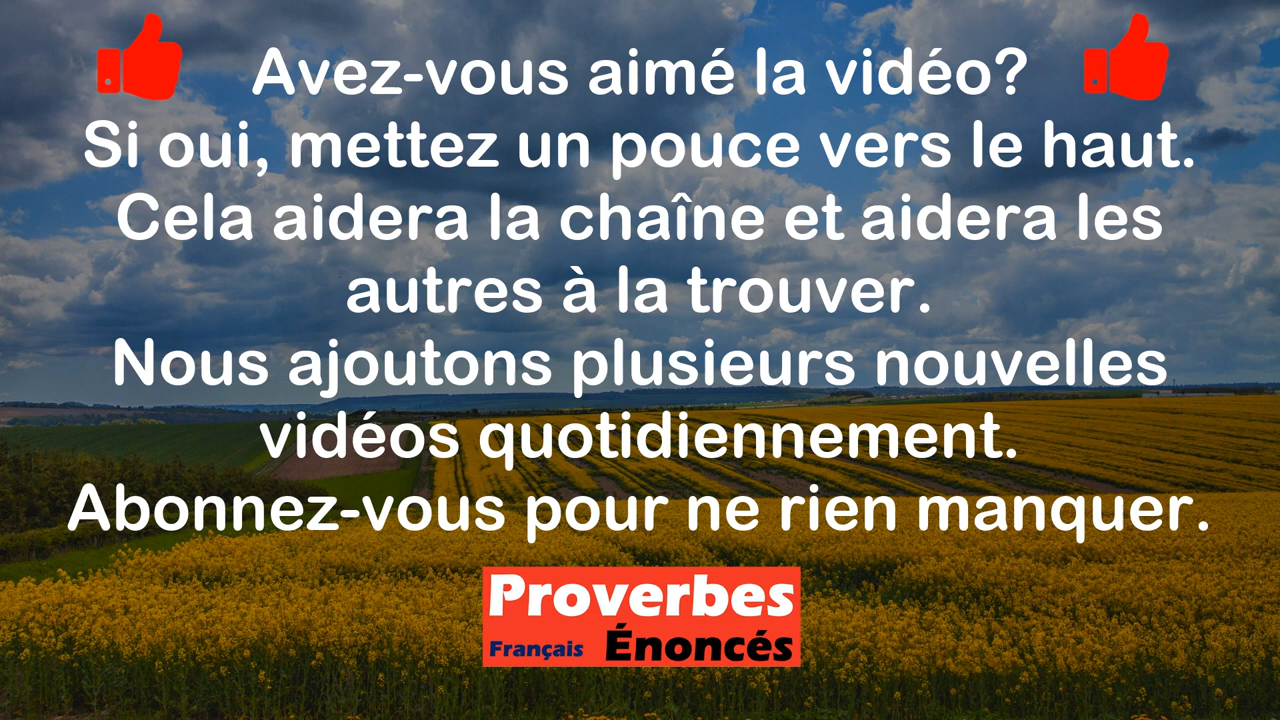 Avez-vous aimé la vidéo?
Si oui, mettez un pouce vers le haut.
Cela aidera la chaîne et aidera les
autres à la trouver.
Nous ajoutons plusieurs nouvelles
vidéos quotidiennement.
Abonnez-vous pour ne rien manquer.
Proverbes
Français Énoncés